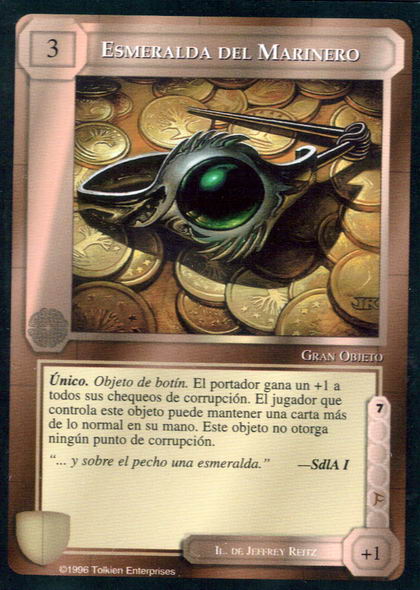 3
ESMERALDA DEL MARINERO
JK
GRAN OBJETO
Único. Objeto de botín. El portador gana un +1 a
todos sus chequeos de corrupción. El jugador que
controla este objeto puede mantener una carta más
de lo normal en su mano. Este objeto no otorga
ningún punto de corrupción.
7
"... y sobre el pecho una esmeralda." —SdlA I
IL. DE JEFFREY REITZ
+1
©1996 Tolkien Enterprises